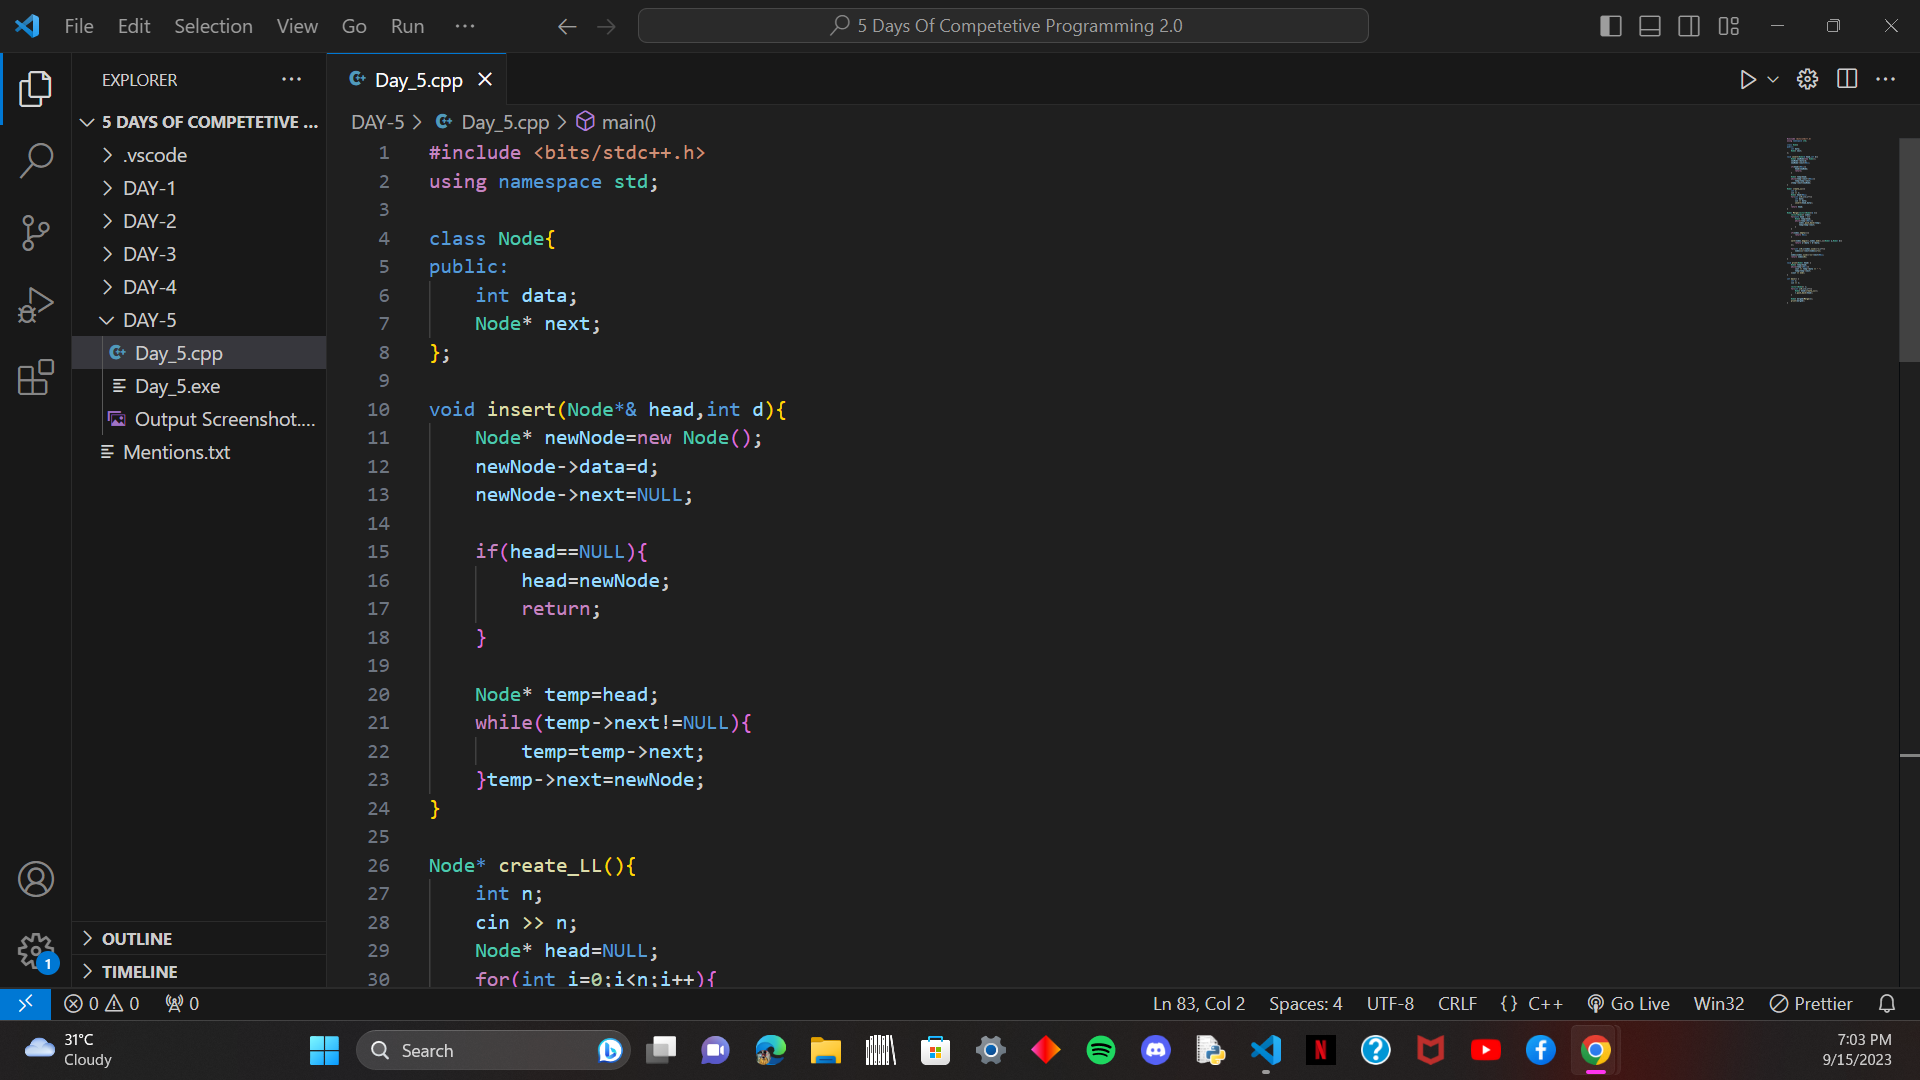 File Edit Selection View Go Run ···
5 Days Of Competetive Programming 2.0
EXPLORER
Day_5.cpp
5 DAYS OF COMPETETIVE ...
.vscode
DAY-1
DAY-2
DAY-3
DAY-4
DAY-5
Day_5.cpp
Day_5.exe
Output Screenshot....
Mentions.txt
OUTLINE
TIMELINE
DAY-5 > Day_5.cpp > main()
1 #include <bits/stdc++.h>
2 using namespace std;
3
4 class Node{
5 public:
6     int data;
7     Node* next;
8 };
9
10 void insert(Node*& head,int d){
11     Node* newNode=new Node();
12     newNode->data=d;
13     newNode->next=NULL;
14
15     if(head==NULL){
16         head=newNode;
17         return;
18     }
19
20     Node* temp=head;
21     while(temp->next!=NULL){
22         temp=temp->next;
23     }temp->next=newNode;
24 }
25
26 Node* create_LL(){
27     int n;
28     cin >> n;
29     Node* head=NULL;
30     for(int i=0;i<n;i++){
1
0 0 0
Ln 83, Col 2 Spaces: 4 UTF-8 CRLF {} C++ Go Live Win32 Prettier
31°C
Cloudy
Search
N
7:03 PM
9/15/2023